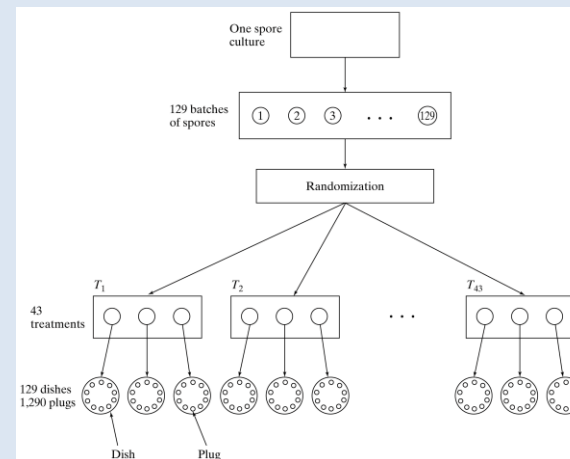 One spore
culture
129 batches
of spores
1 2 3 . . . 129
Randomization
T1 T2 T43
43
treatments
. . .
129 dishes
1,290 plugs
Dish Plug